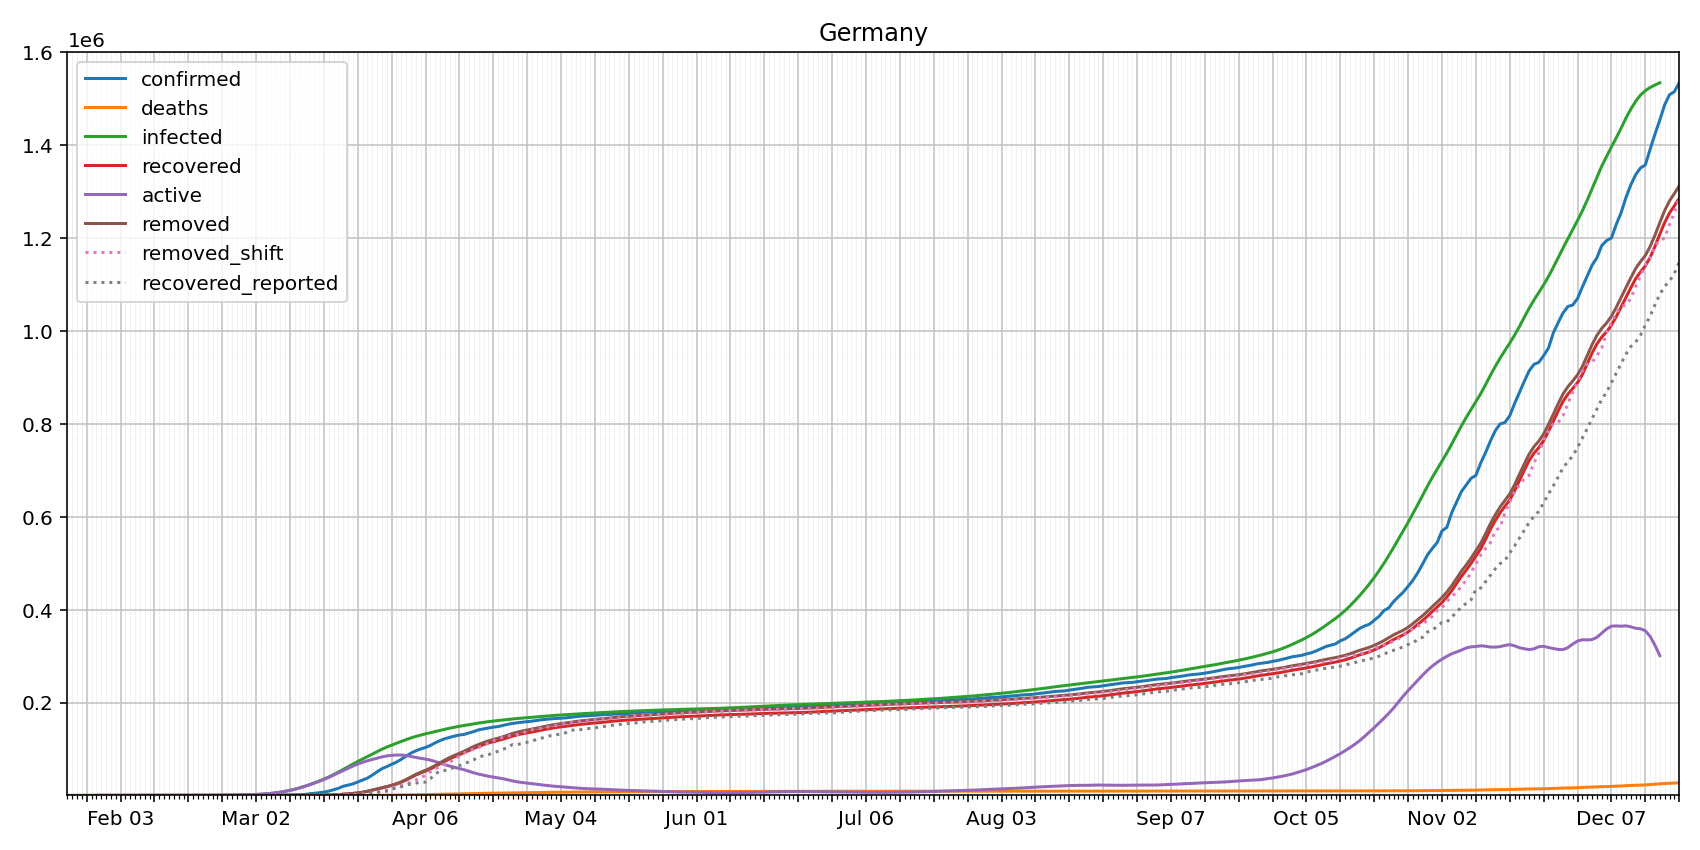 Germany
1e6
1.6
1.4
1.2
1.0
0.8
0.6
0.4
0.2
confirmed
deaths
infected
recovered
active
removed
removed_shift
recovered_reported
Feb 03 Mar 02 Apr 06 May 04 Jun 01 Jul 06 Aug 03 Sep 07 Oct 05 Nov 02 Dec 07